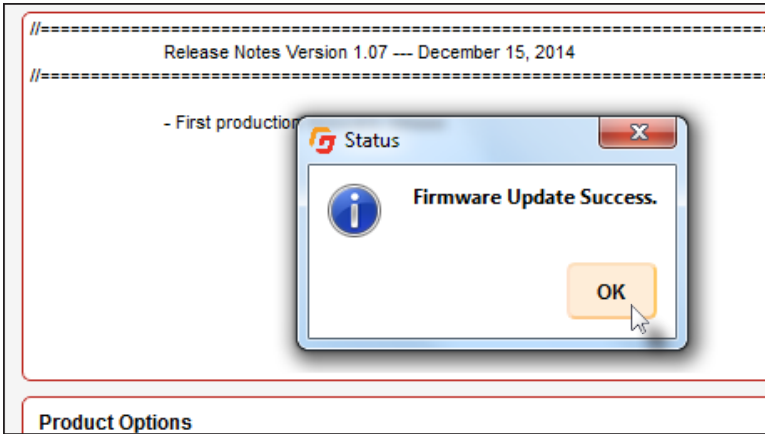 //==========================================================================
Release Notes Version 1.07 --- December 15, 2014
//==========================================================================
- First production
Status
Firmware Update Success.
OK
Product Options